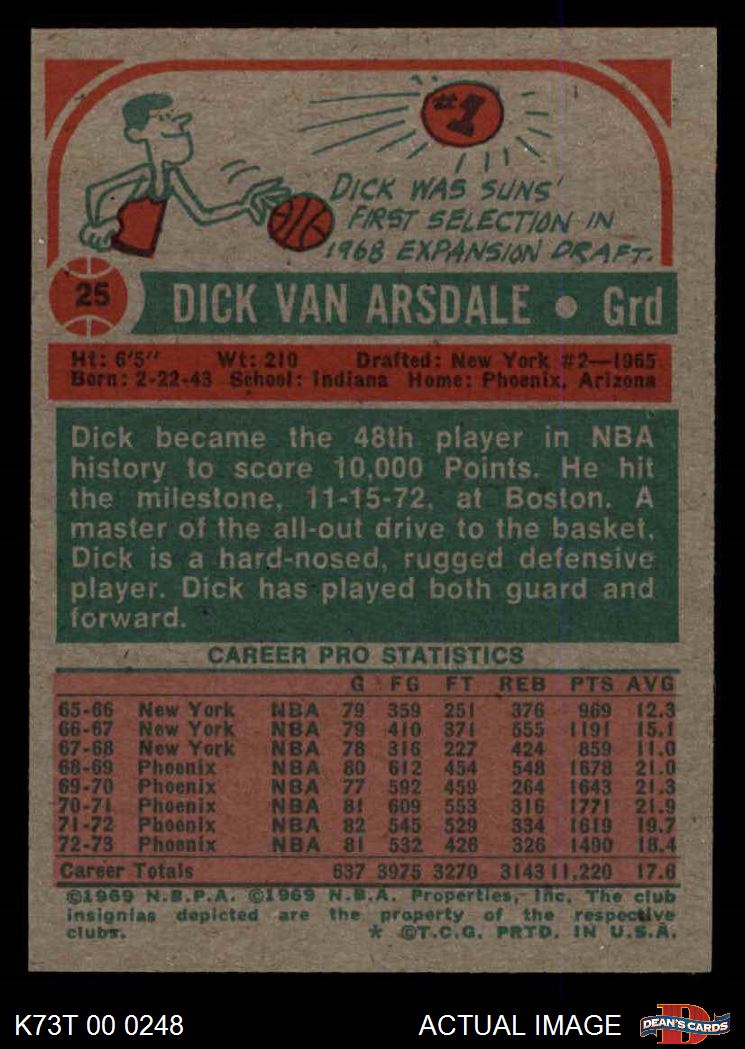 #1
DICK WAS SUNS'
FIRST SELECTION IN
1968 EXPANSION DRAFT.
25 DICK VAN ARSDALE • Grd
Ht: 6'5" Wt: 210 Drafted: New York #2—1965
Born: 2-22-43 School: Indiana Home: Phoenix, Arizona
Dick became the 48th player in NBA
history to score 10,000 Points. He hit
the milestone, 11-15-72, at Boston. A
master of the all-out drive to the basket,
Dick is a hard-nosed, rugged defensive
player. Dick has played both guard and
forward.
CAREER PRO STATISTICS
G FG FT REB PTS AVG
65-66 New York NBA 79 359 251 376 969 12.3
66-67 New York NBA 79 410 371 555 1191 15.1
67-68 New York NBA 78 316 227 424 859 11.0
68-69 Phoenix NBA 80 612 454 548 1678 21.0
69-70 Phoenix NBA 77 592 459 264 1643 21.3
70-71 Phoenix NBA 81 609 553 316 1771 21.9
71-72 Phoenix NBA 82 545 529 334 1619 19.7
72-73 Phoenix NBA 81 532 426 326 1490 18.4
Career Totals 637 3975 3270 3143 11,220 17.6
©1969 N.B.P.A. ©1969 N.B.A. Properties, Inc. The club
insignias depicted are the property of the respective
clubs. * ©T.C.G. PRTD. IN U.S.A.
K73T 00 0248 ACTUAL IMAGE DEAN'S CARDS